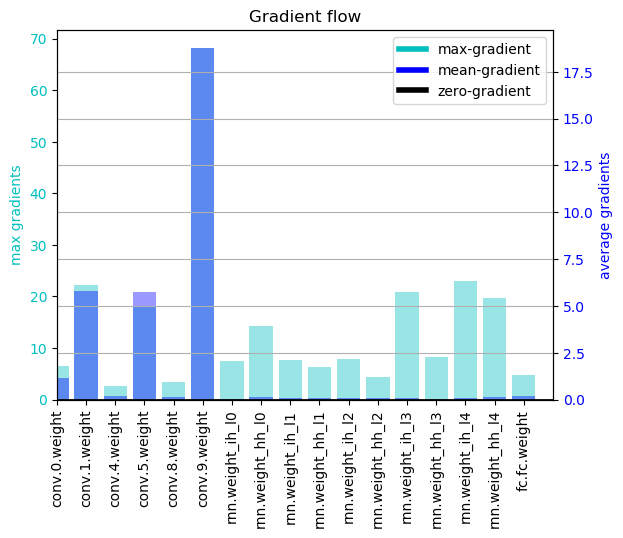 Gradient flow
max-gradient
mean-gradient
zero-gradient
70
60
50
40
30
20
10
0
max gradients
17.5
15.0
12.5
10.0
7.5
5.0
2.5
0.0
average gradients
conv.0.weight
conv.1.weight
conv.4.weight
conv.5.weight
conv.8.weight
conv.9.weight
rnn.weight_ih_l0
rnn.weight_hh_l0
rnn.weight_ih_l1
rnn.weight_hh_l1
rnn.weight_ih_l2
rnn.weight_hh_l2
rnn.weight_ih_l3
rnn.weight_hh_l3
rnn.weight_ih_l4
rnn.weight_hh_l4
fc.fc.weight